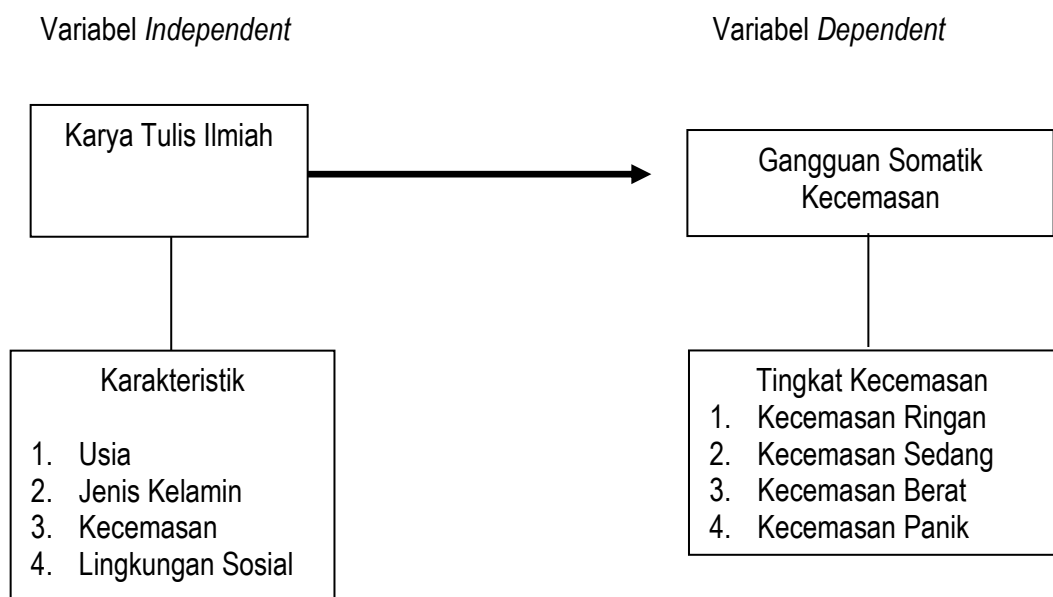 Variabel Independent
Variabel Dependent
Karya Tulis Ilmiah
Gangguan Somatik
Kecemasan
Karakteristik
1. Usia
2. Jenis Kelamin
3. Kecemasan
4. Lingkungan Sosial
Tingkat Kecemasan
1. Kecemasan Ringan
2. Kecemasan Sedang
3. Kecemasan Berat
4. Kecemasan Panik